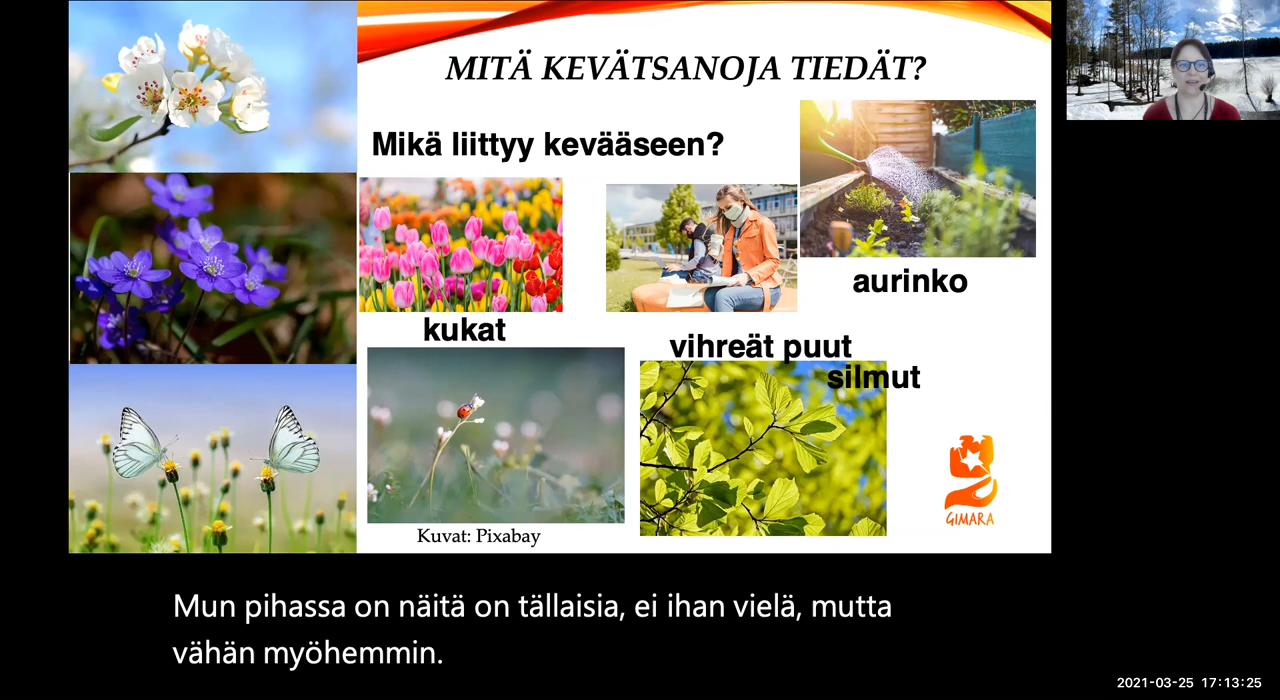 MITÄ KEVÄTSANOJA TIEDÄT?
Mikä liittyy kevääseen?
aurinko
kukat
vihreät puut
silmut
GIMARA
Kuvat: Pixabay
Mun pihassa on näitä on tällaisia, ei ihan vielä, mutta
vähän myöhemmin.
2021-03-25 17:13:25